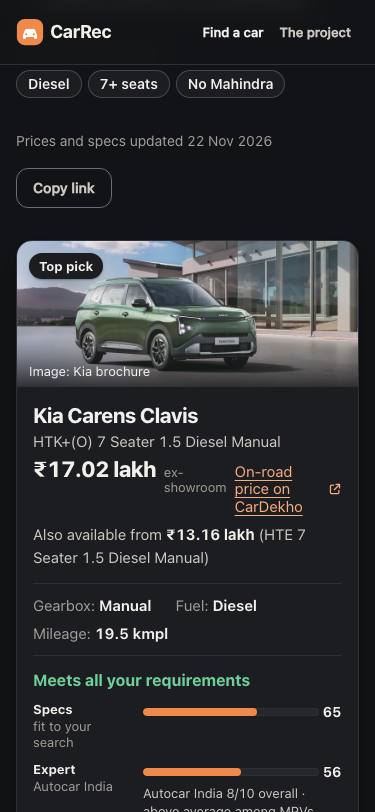 CarRec
Find a car
The project
Diesel
7+ seats
No Mahindra
Prices and specs updated 22 Nov 2026
Copy link
Top pick
Image: Kia brochure
Kia Carens Clavis
HTK+(O) 7 Seater 1.5 Diesel Manual
₹17.02 lakh
ex-
showroom
On-road
price on
CarDekho
Also available from ₹13.16 lakh (HTE 7
Seater 1.5 Diesel Manual)
Gearbox: Manual
Fuel: Diesel
Mileage: 19.5 kmpl
Meets all your requirements
Specs
fit to your
search
65
Expert
Autocar India
56
Autocar India 8/10 overall ·
above average among MPVs